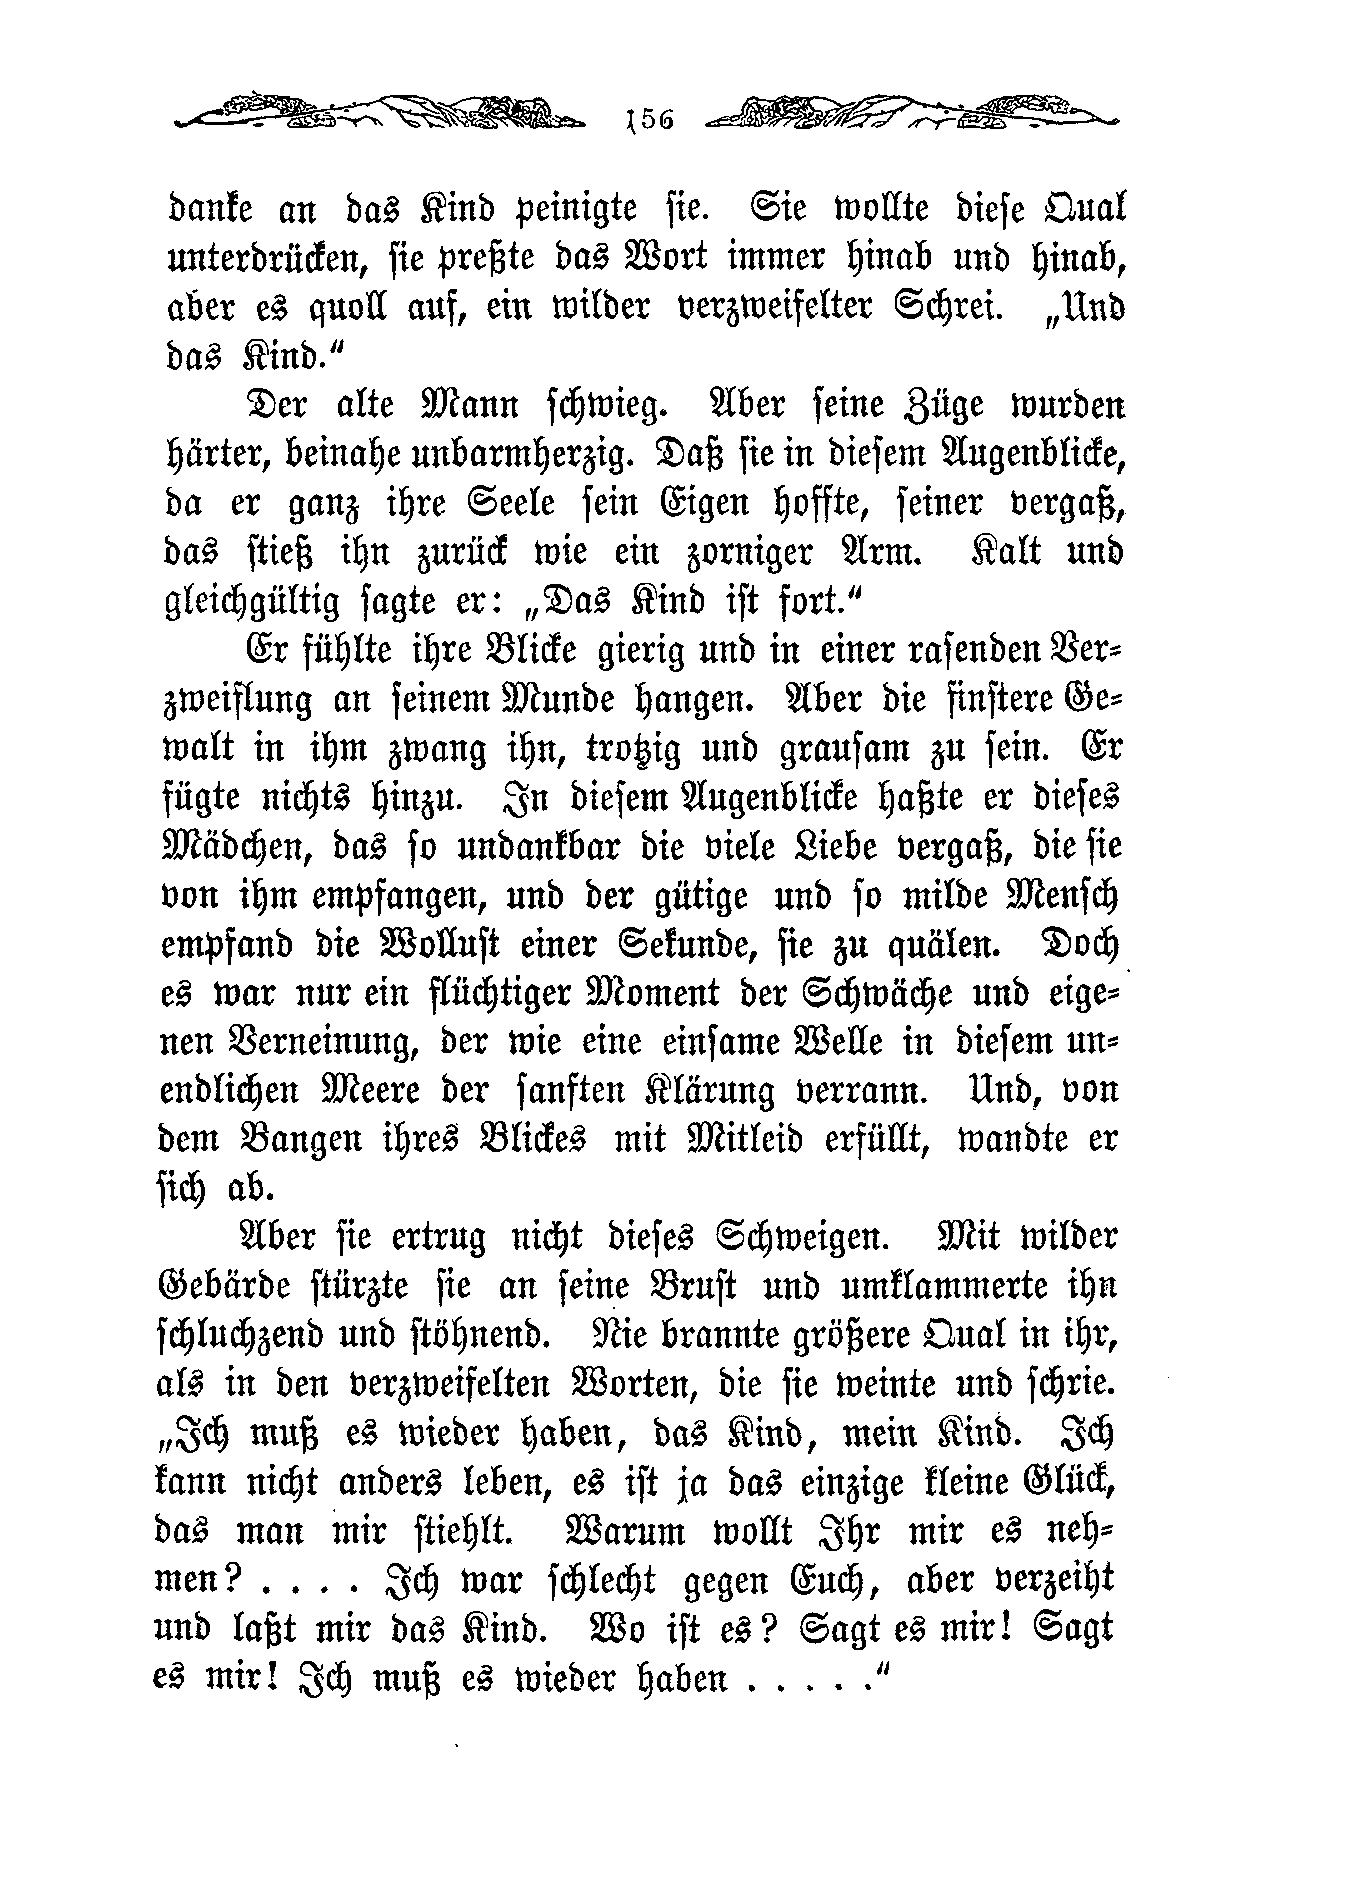 156
danke an das Kind peinigte sie. Sie wollte diese Qual
unterdrücken, sie preßte das Wort immer hinab und hinab,
aber es quoll auf, ein wilder verzweifelter Schrei. „Und
das Kind.“
Der alte Mann schwieg. Aber seine Züge wurden
härter, beinahe unbarmherzig. Daß sie in diesem Augenblicke,
da er ganz ihre Seele sein Eigen hoffte, seiner vergaß,
das stieß ihn zurück wie ein zorniger Arm. Kalt und
gleichgültig sagte er: „Das Kind ist fort.“
Er fühlte ihre Blicke gierig und in einer rasenden Ver-
zweiflung an seinem Munde hangen. Aber die finstere Ge-
walt in ihm zwang ihn, trotzig und grausam zu sein. Er
fügte nichts hinzu. In diesem Augenblicke haßte er dieses
Mädchen, das so undankbar die viele Liebe vergaß, die sie
von ihm empfangen, und der gütige und so milde Mensch
empfand die Wollust einer Sekunde, sie zu quälen. Doch
es war nur ein flüchtiger Moment der Schwäche und eige-
nen Verneinung, der wie eine einsame Welle in diesem un-
endlichen Meere der sanften Klärung verrann. Und, von
dem Bangen ihres Blickes mit Mitleid erfüllt, wandte er
sich ab.
Aber sie ertrug nicht dieses Schweigen. Mit wilder
Gebärde stürzte sie an seine Brust und umklammerte ihn
schluchzend und stöhnend. Nie brannte größere Qual in ihr,
als in den verzweifelten Worten, die sie weinte und schrie.
„Ich muß es wieder haben, das Kind, mein Kind. Ich
kann nicht anders leben, es ist ja das einzige kleine Glück,
das man mir stiehlt. Warum wollt Ihr mir es neh-
men? . . . . Ich war schlecht gegen Euch, aber verzeiht
und laßt mir das Kind. Wo ist es? Sagt es mir! Sagt
es mir! Ich muß es wieder haben . . . . .“